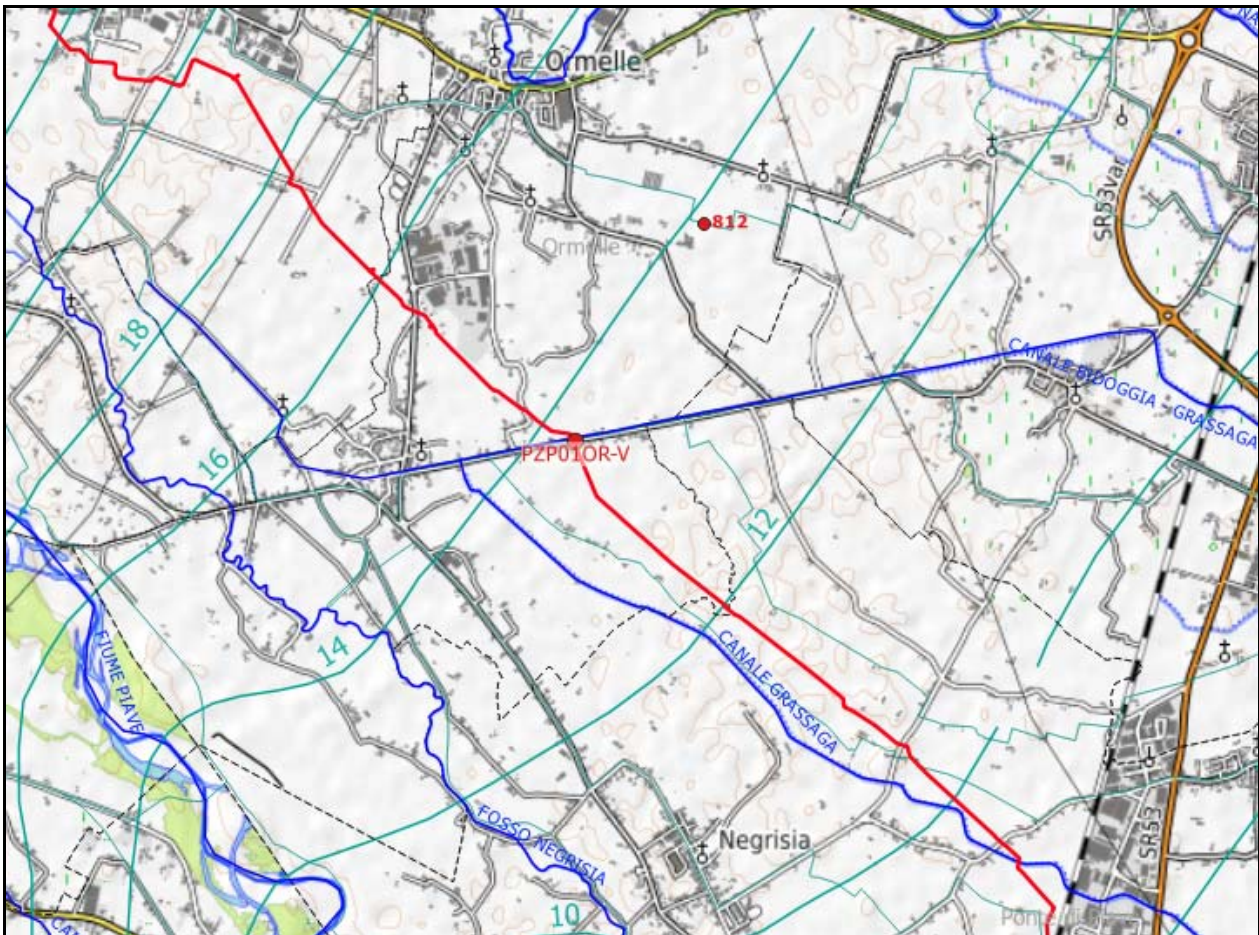 Ormelle
SR53var
812
Ormelle
18
CANALE BIDOGGIA - GRASSAGA
16
PZP01OR-V
12
14
FIUME PIAVE
CANALE GRASSAGA
FOSSO NEGRISIA
Negrisia
SR53
10